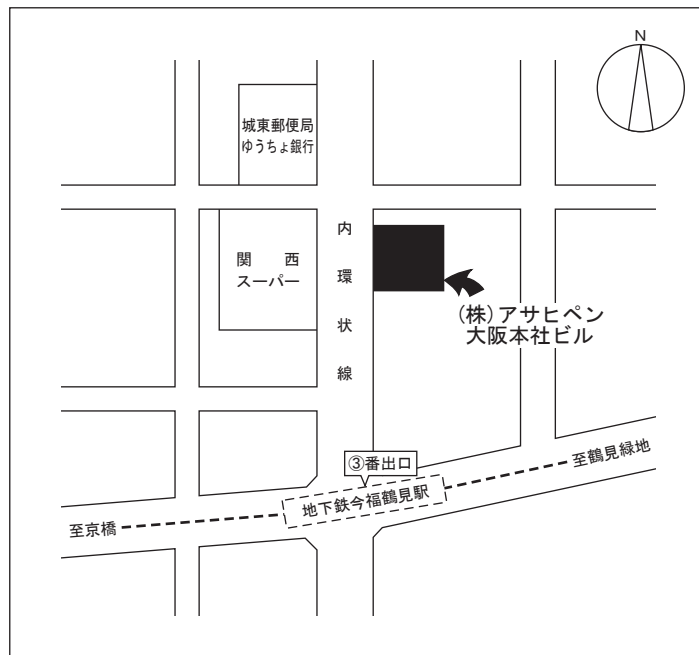 N
城東郵便局
ゆうちょ銀行
内環状線
関　西
スーパー
(株)アサヒペン
大阪本社ビル
③番出口
至鶴見緑地
地下鉄今福鶴見駅
至京橋